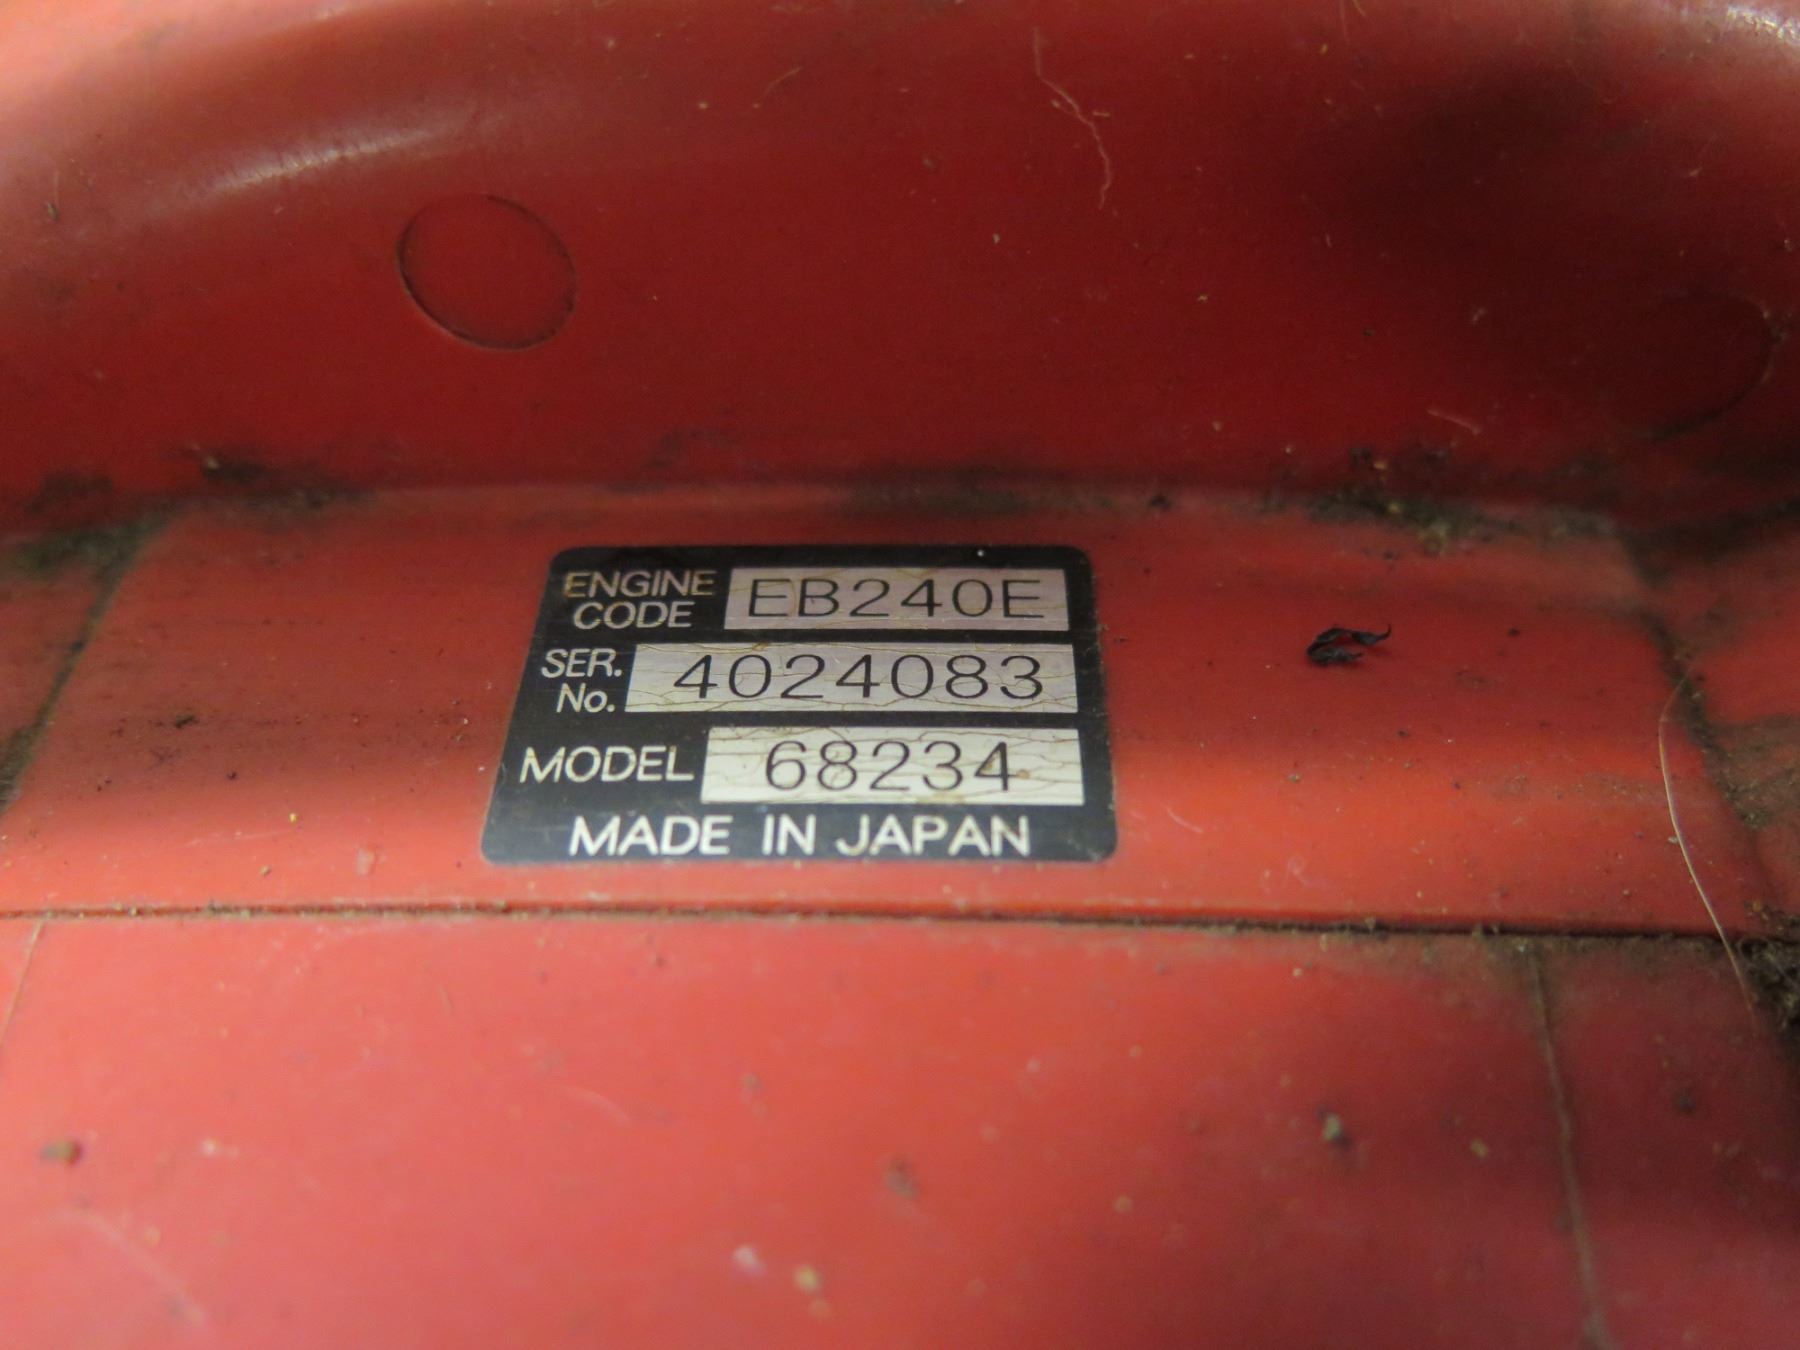 ENGINE CODE EB240E
SER. No. 4024083
MODEL 68234
MADE IN JAPAN